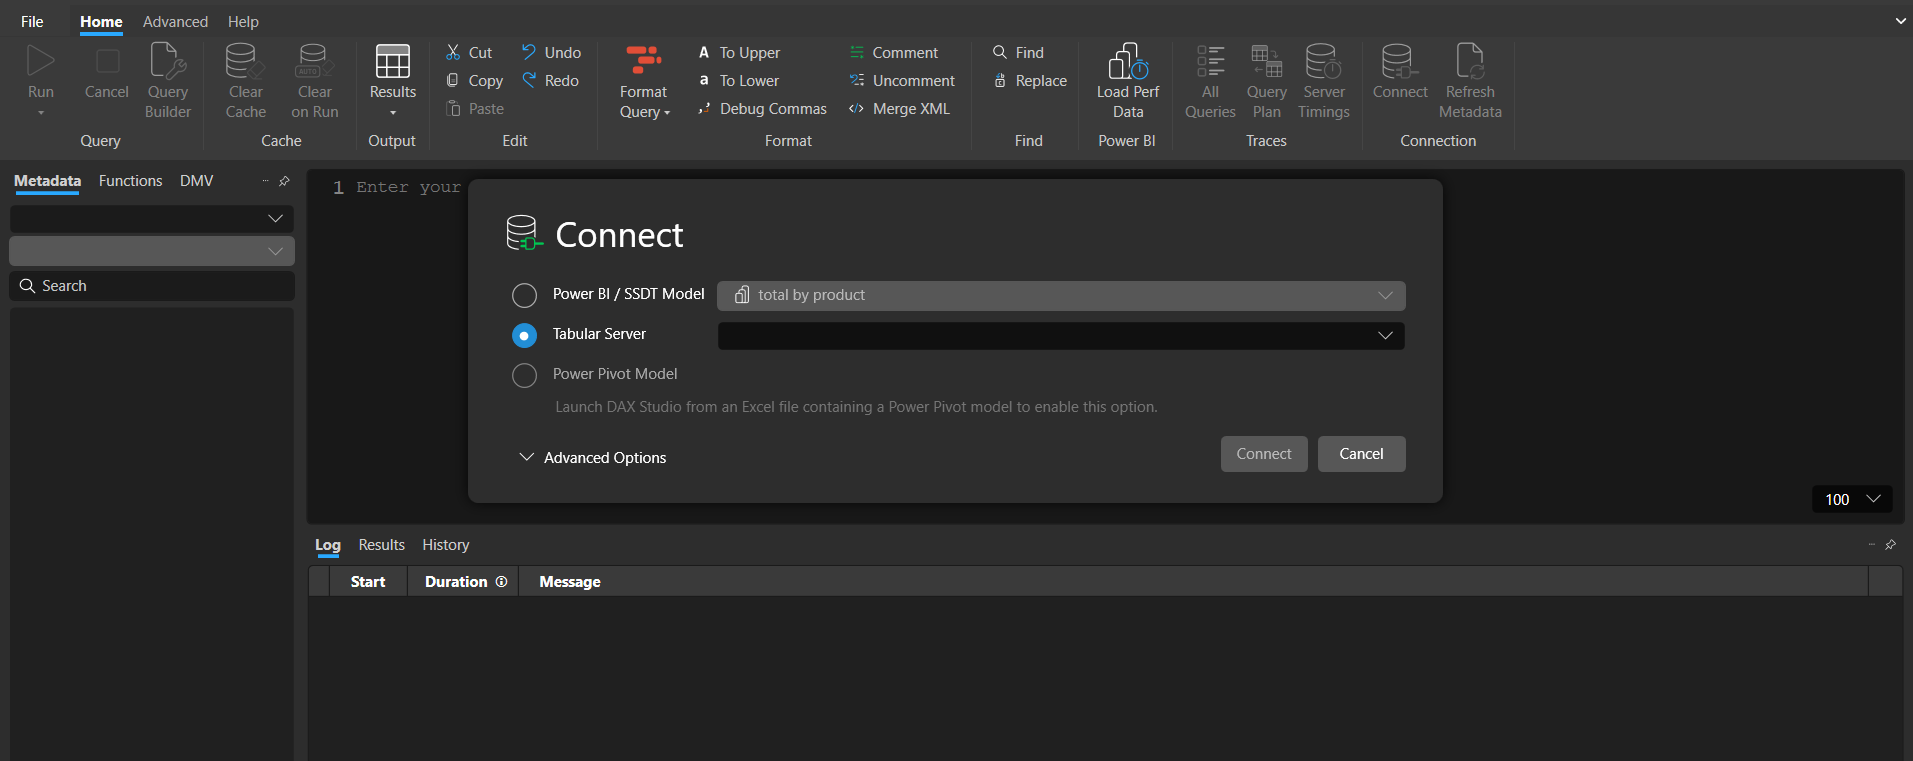 File Home Advanced Help
Run
Cancel
Query Builder
Query
Clear Cache
AUTO
Clear on Run
Cache
Results
Output
Cut
Copy
Paste
Undo
Redo
Edit
Format Query
A To Upper
a To Lower
Debug Commas
Comment
Uncomment
Merge XML
Format
Find
Replace
Find
Load Perf Data
Power BI
All Queries
Query Plan
Server Timings
Traces
Connect
Refresh Metadata
Connection
Metadata Functions DMV
Search
1 Enter your
Connect
Power BI / SSDT Model total by product
Tabular Server
Power Pivot Model
Launch DAX Studio from an Excel file containing a Power Pivot model to enable this option.
Advanced Options
Connect Cancel
100
Log Results History
Start Duration Message